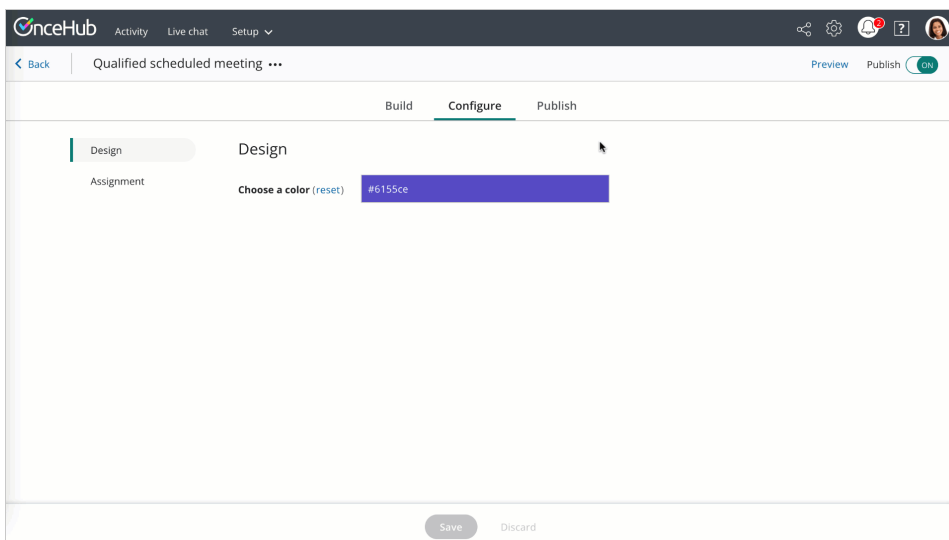 OnceHub Activity Live chat Setup 2 ?
Back Qualified scheduled meeting ••• Preview Publish ON
Build Configure Publish
Design
Assignment
Design
Choose a color (reset) #6155ce
Save Discard